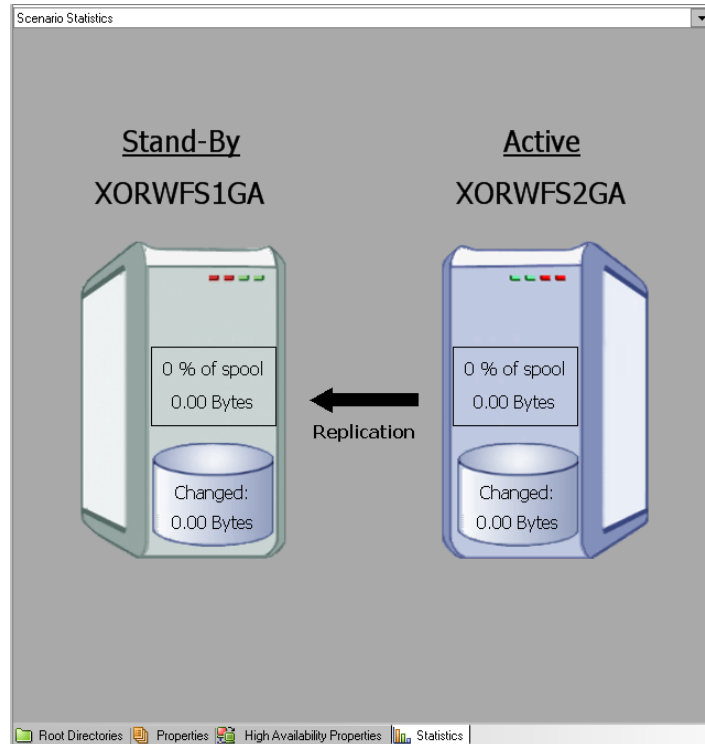 Scenario Statistics
Stand-By
XORWFS1GA
0 % of spool
0.00 Bytes
Changed:
0.00 Bytes
Replication
Active
XORWFS2GA
0 % of spool
0.00 Bytes
Changed:
0.00 Bytes
Root Directories
Properties
High Availability Properties
Statistics